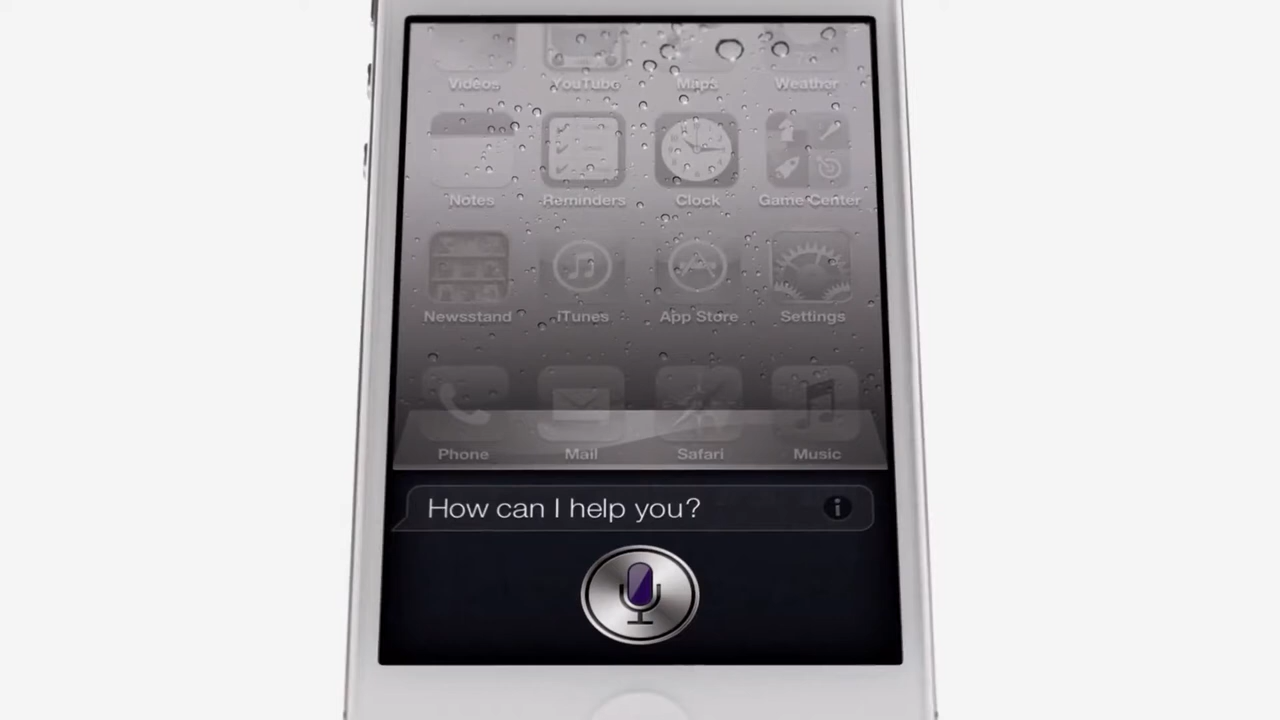 Videos YouTube Maps Weather
Notes Reminders Clock Game Center
Newsstand iTunes App Store Settings
Phone Mail Safari Music
How can I help you?